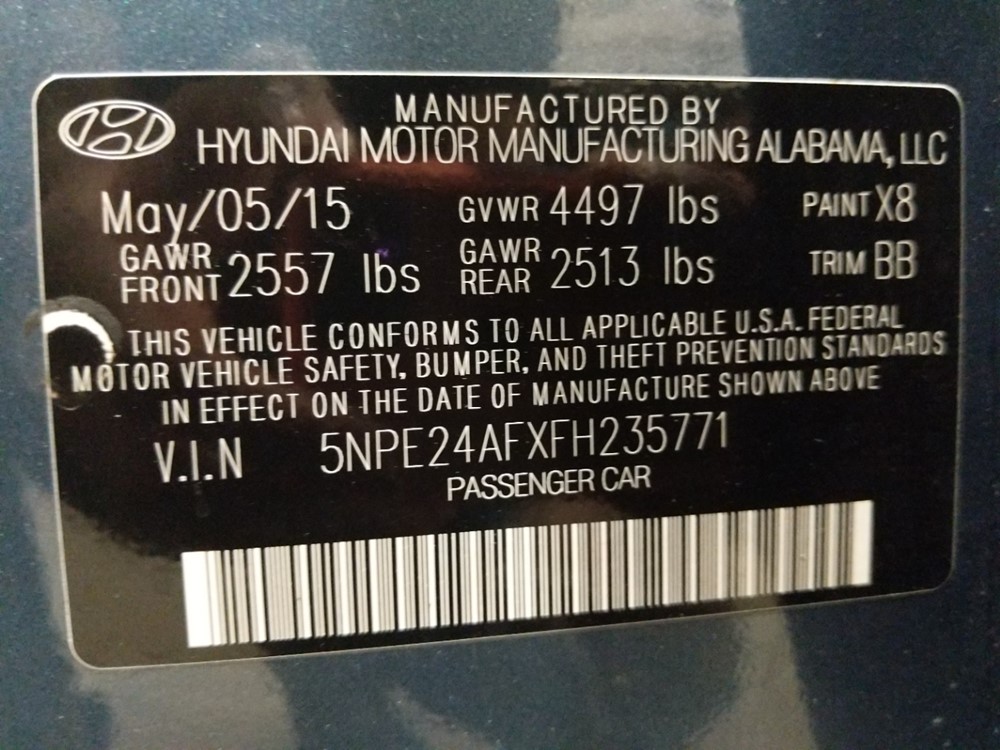 MANUFACTURED BY
HYUNDAI MOTOR MANUFACTURING ALABAMA, LLC
May/05/15 GVWR 4497 lbs PAINT X8
GAWR FRONT 2557 lbs GAWR REAR 2513 lbs TRIM BB
THIS VEHICLE CONFORMS TO ALL APPLICABLE U.S.A. FEDERAL
MOTOR VEHICLE SAFETY, BUMPER, AND THEFT PREVENTION STANDARDS
IN EFFECT ON THE DATE OF MANUFACTURE SHOWN ABOVE
V.I.N 5NPE24AFXFH235771
PASSENGER CAR